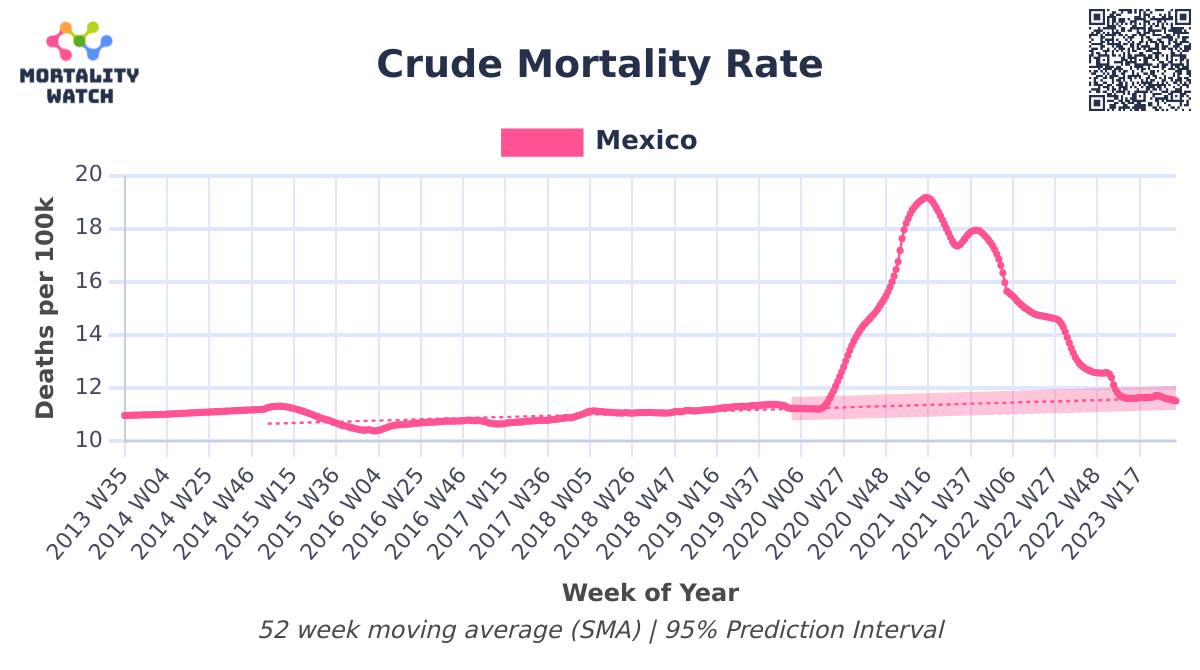 MORTALITY
WATCH
Crude Mortality Rate
Mexico
Deaths per 100k
20
18
16
14
12
10
2013 W35
2014 W04
2014 W25
2014 W46
2015 W15
2015 W36
2016 W04
2016 W25
2016 W46
2017 W15
2017 W36
2018 W05
2018 W26
2018 W47
2019 W16
2019 W37
2020 W06
2020 W27
2020 W48
2021 W16
2021 W37
2022 W06
2022 W27
2022 W48
2023 W17
Week of Year
52 week moving average (SMA) | 95% Prediction Interval